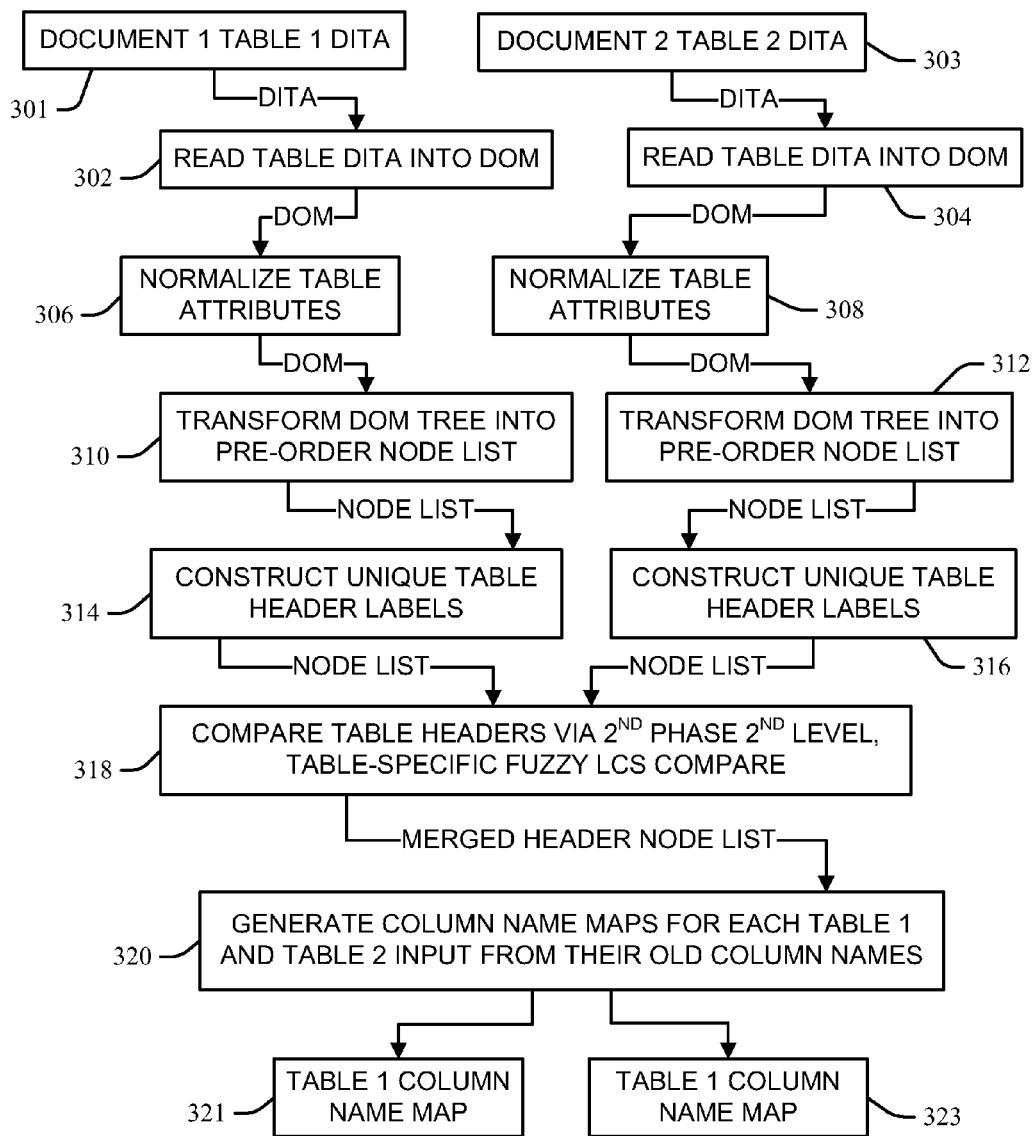 DOCUMENT 1 TABLE 1 DITA
DOCUMENT 2 TABLE 2 DITA
301
303
DITA
DITA
READ TABLE DITA INTO DOM
READ TABLE DITA INTO DOM
302
304
DOM
DOM
NORMALIZE TABLE
ATTRIBUTES
NORMALIZE TABLE
ATTRIBUTES
306
308
DOM
DOM
312
TRANSFORM DOM TREE INTO
PRE-ORDER NODE LIST
TRANSFORM DOM TREE INTO
PRE-ORDER NODE LIST
310
NODE LIST
NODE LIST
CONSTRUCT UNIQUE TABLE
HEADER LABELS
CONSTRUCT UNIQUE TABLE
HEADER LABELS
314
316
NODE LIST
NODE LIST
COMPARE TABLE HEADERS VIA 2ND PHASE 2ND LEVEL,
TABLE-SPECIFIC FUZZY LCS COMPARE
318
MERGED HEADER NODE LIST
GENERATE COLUMN NAME MAPS FOR EACH TABLE 1
AND TABLE 2 INPUT FROM THEIR OLD COLUMN NAMES
320
TABLE 1 COLUMN
NAME MAP
TABLE 1 COLUMN
NAME MAP
321
323